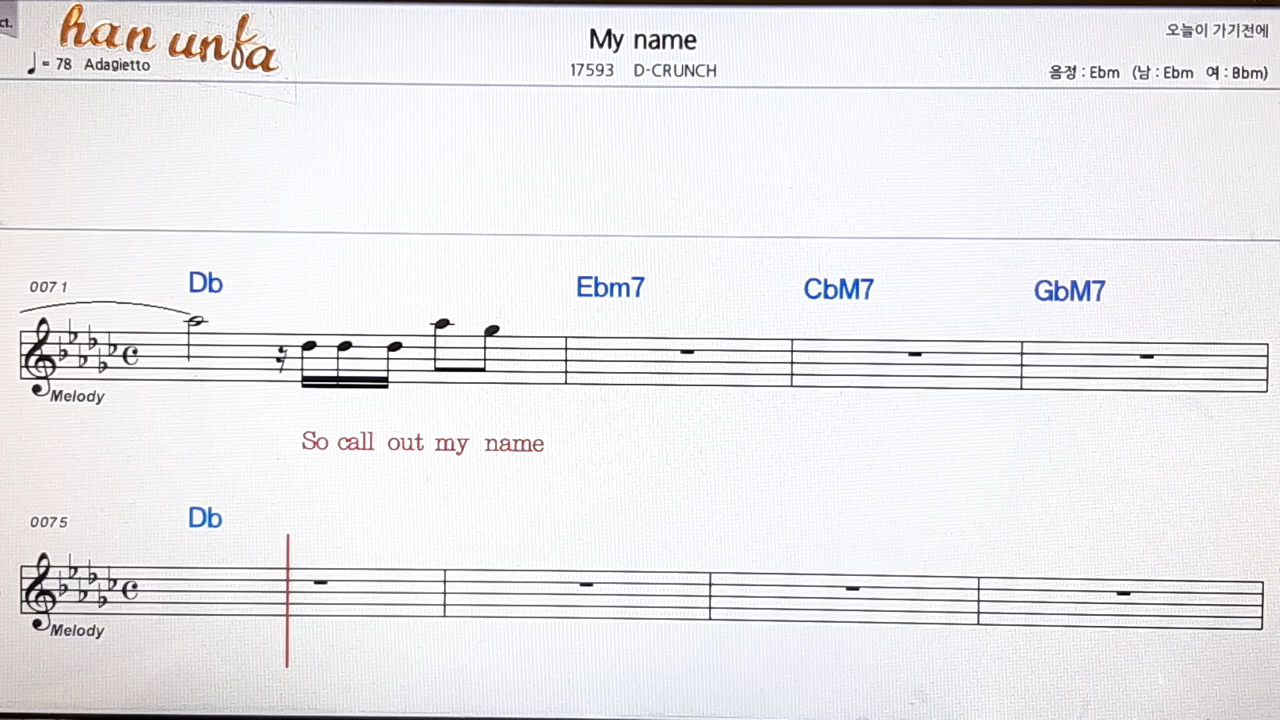 ct.
han unfa
My name
오늘이 가기전에
♩ = 78 Adagietto
17593 D-CRUNCH
음정 : Ebm (남 : Ebm 여 : Bbm)
0071 Db Ebm7 CbM7 GbM7
Melody
So call out my name
0075 Db
Melody